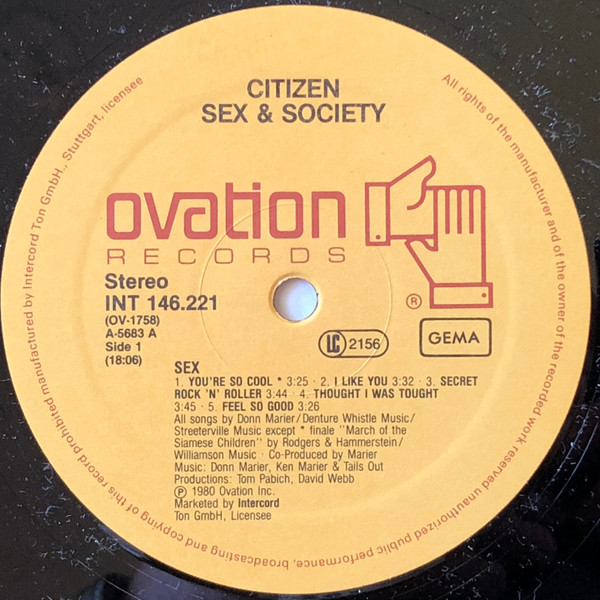 CITIZEN
SEX & SOCIETY
ovation
RECORDS
®
Stereo
INT 146.221
(OV-1758)
A-5683 A
Side 1
(18:06)
LC 2156
GEMA
SEX
1. YOU'RE SO COOL * 3:25 · 2. I LIKE YOU 3:32 · 3. SECRET
ROCK 'N' ROLLER 3:44 · 4. THOUGHT I WAS TOUGHT
3:45 · 5. FEEL SO GOOD 3:26
All songs by Donn Marier/Denture Whistle Music/
Streeterville Music except * finale "March of the
Siamese Children" by Rodgers & Hammerstein/
Williamson Music · Co-Produced by Marier
Music: Donn Marier, Ken Marier & Tails Out
Productions: Tom Pabich, David Webb
℗ 1980 Ovation Inc.
Marketed by Intercord
Ton GmbH, Licensee
All rights of the manufacturer and of the owner of the recorded work reserved unauthorized public performance, broadcasting and copying of this record prohibited manufactured by Intercord Ton GmbH., Stuttgart, licensee